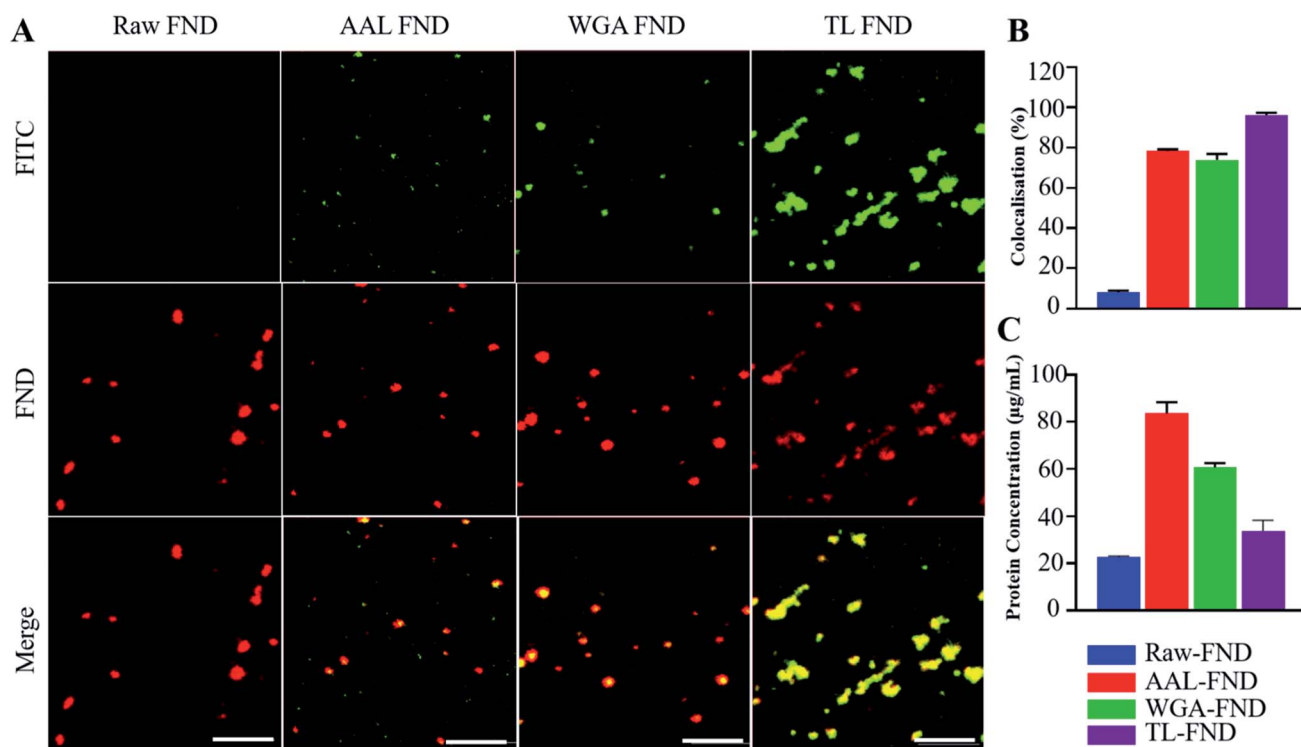 A
Raw FND
AAL FND
WGA FND
TL FND
FITC
FND
Merge
B
Colocalisation (%)
120
100
80
60
40
20
0
C
Protein Concentration (µg/mL)
100
80
60
40
20
0
Raw-FND
AAL-FND
WGA-FND
TL-FND